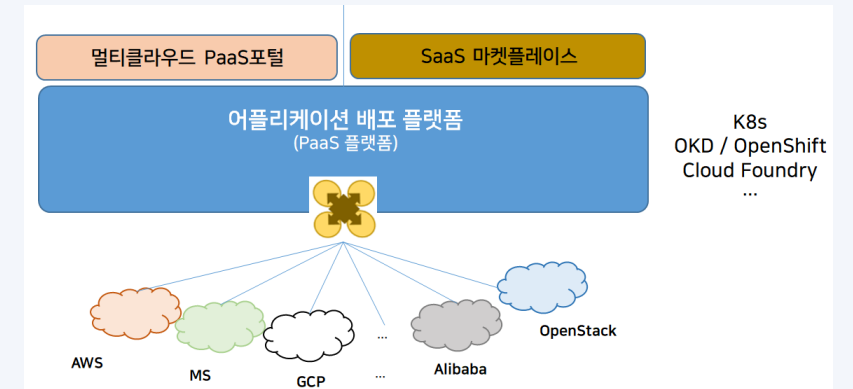 멀티클라우드 PaaS포털
SaaS 마켓플레이스
어플리케이션 배포 플랫폼
(PaaS 플랫폼)
K8s
OKD / OpenShift
Cloud Foundry
...
AWS
MS
GCP
...
...
Alibaba
OpenStack